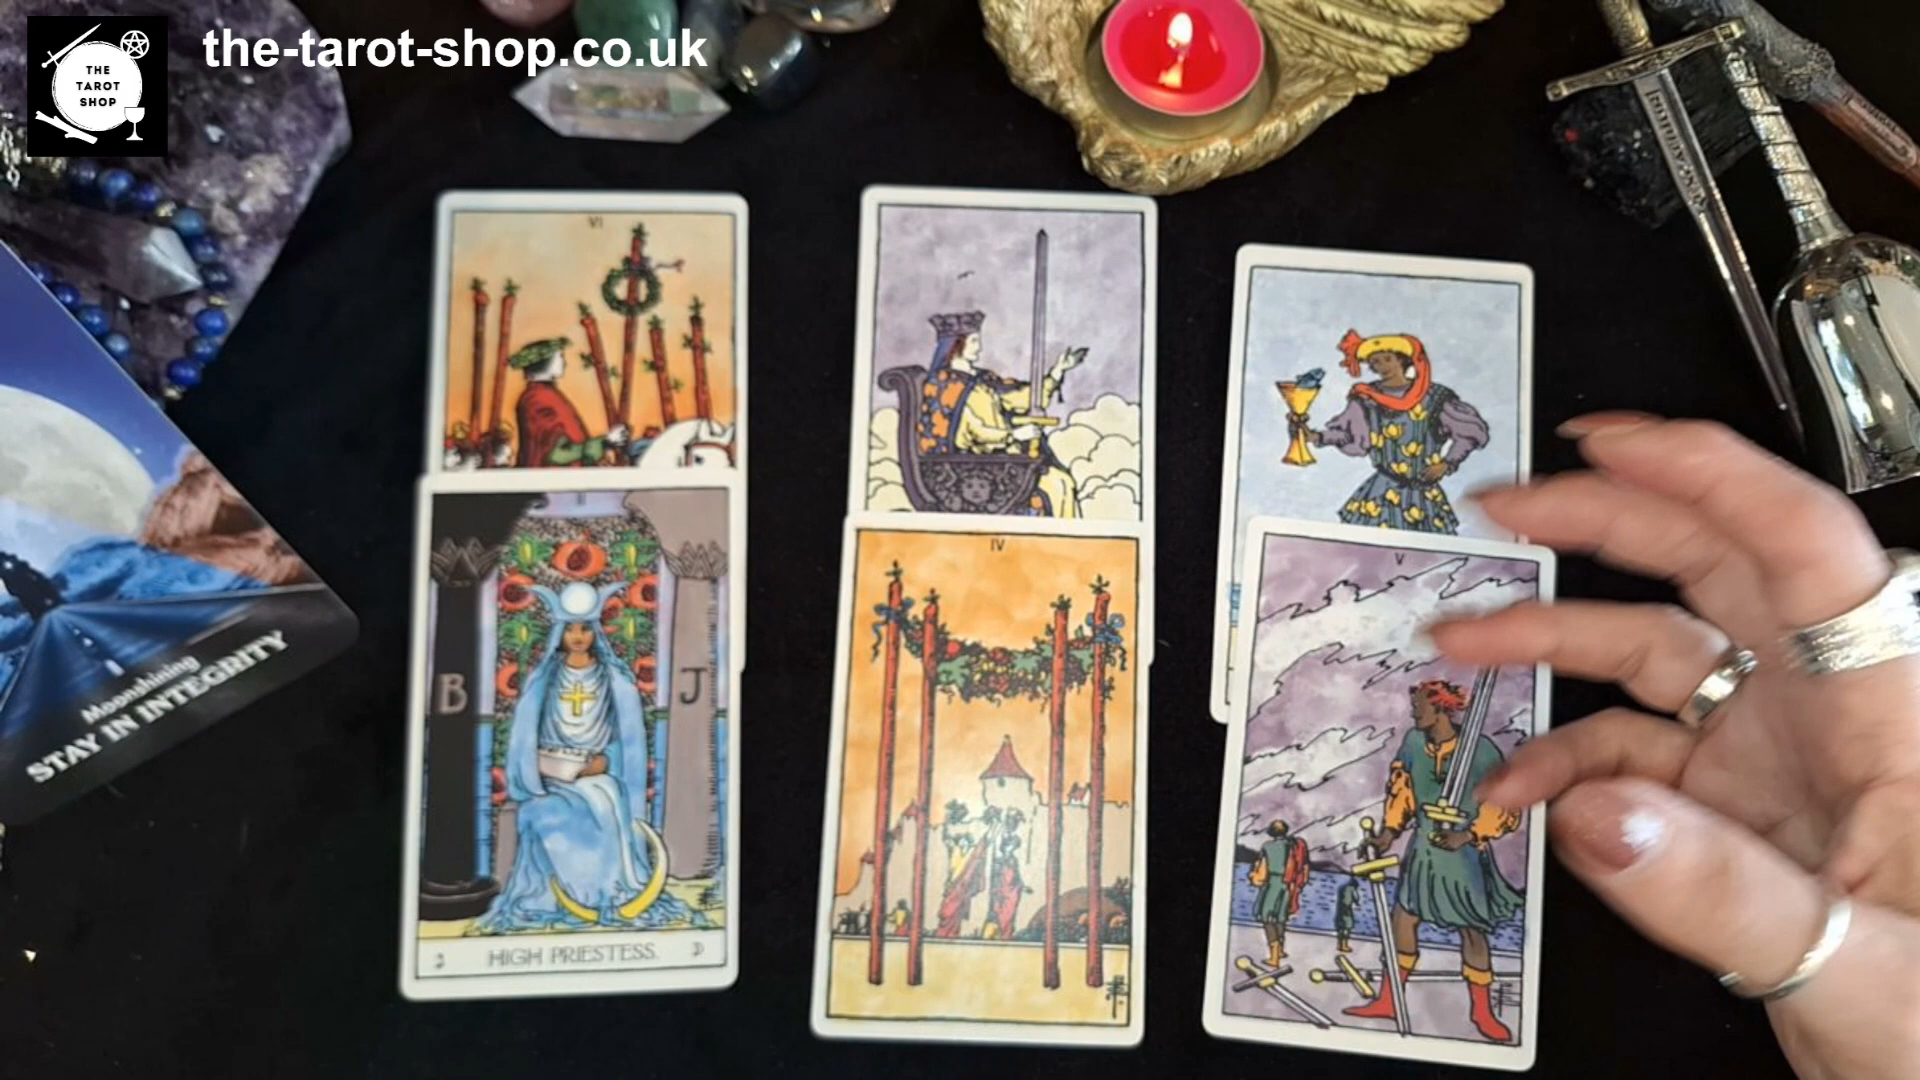 THE
TAROT
SHOP
the-tarot-shop.co.uk
VI
IV
V
B
J
HIGH PRIESTESS.
Moonshining
STAY IN INTEGRITY